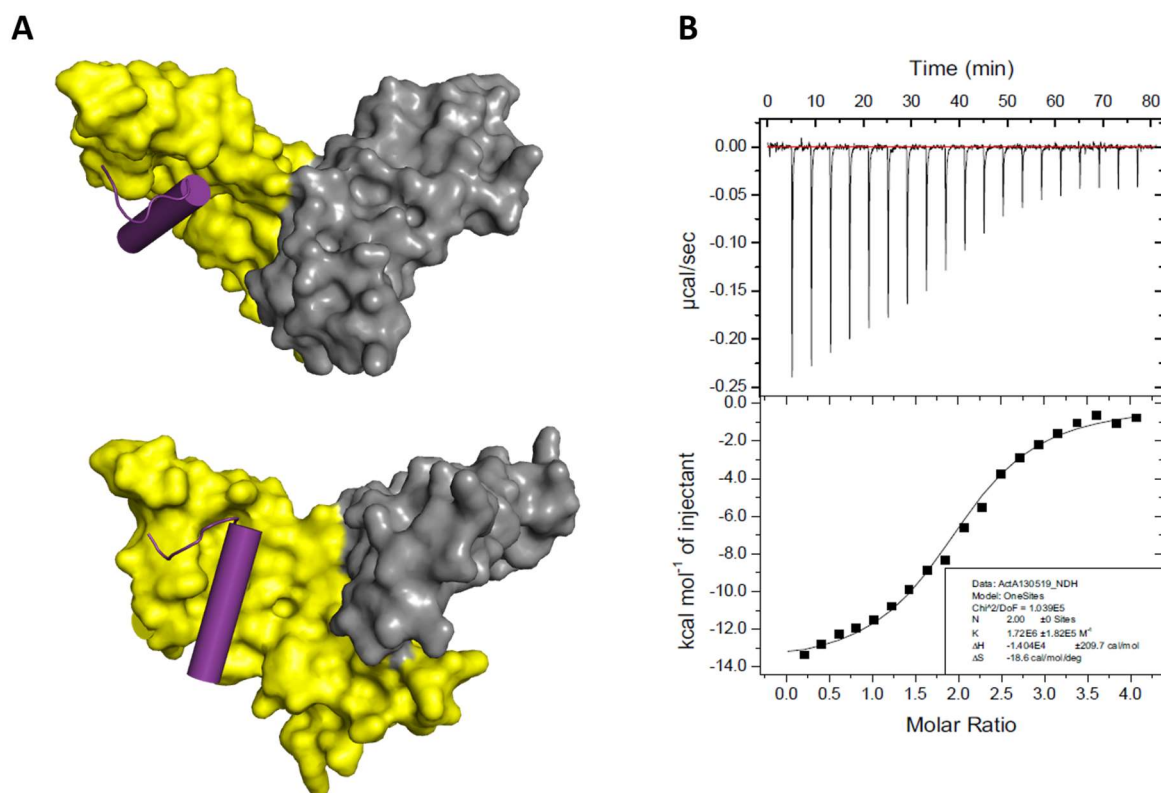 A
B
Time (min)
0 10 20 30 40 50 60 70 80
0.00
-0.05
-0.10
-0.15
-0.20
-0.25
µcal/sec
0.0
-2.0
-4.0
-6.0
-8.0
-10.0
-12.0
-14.0
kcal mol⁻¹ of injectant
Data: ActA130519_NDH
Model: OneSites
Chi^2/DoF = 1.039E5
N 2.00 ±0 Sites
K 1.72E6 ±1.82E5 M⁻¹
ΔH -1.404E4 ±209.7 cal/mol
ΔS -18.6 cal/mol/deg
0.0 0.5 1.0 1.5 2.0 2.5 3.0 3.5 4.0
Molar Ratio